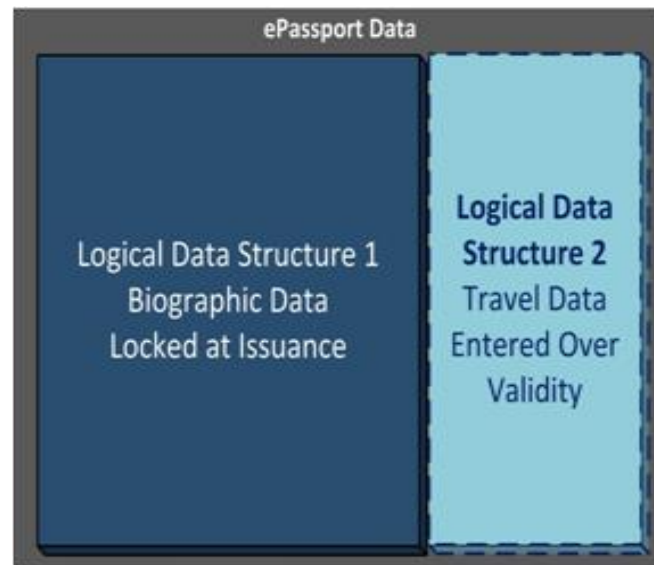 ePassport Data
Logical Data Structure 1
Biographic Data
Locked at Issuance
Logical Data
Structure 2
Travel Data
Entered Over
Validity